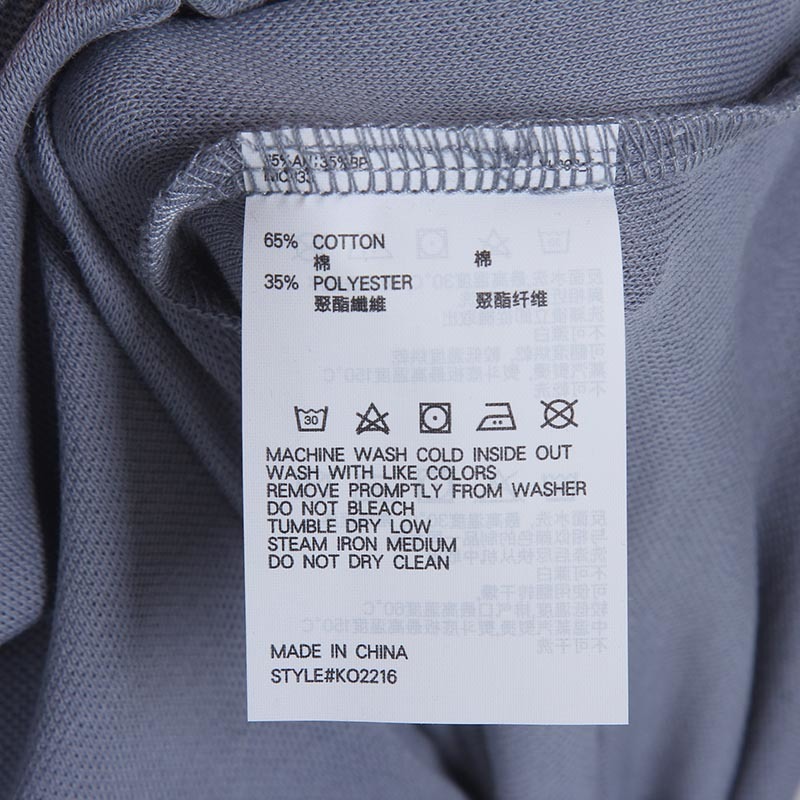 65% COTTON
棉 棉
35% POLYESTER
聚酯纖維 聚酯纤维
30
MACHINE WASH COLD INSIDE OUT
WASH WITH LIKE COLORS
REMOVE PROMPTLY FROM WASHER
DO NOT BLEACH
TUMBLE DRY LOW
STEAM IRON MEDIUM
DO NOT DRY CLEAN
MADE IN CHINA
STYLE#KO2216